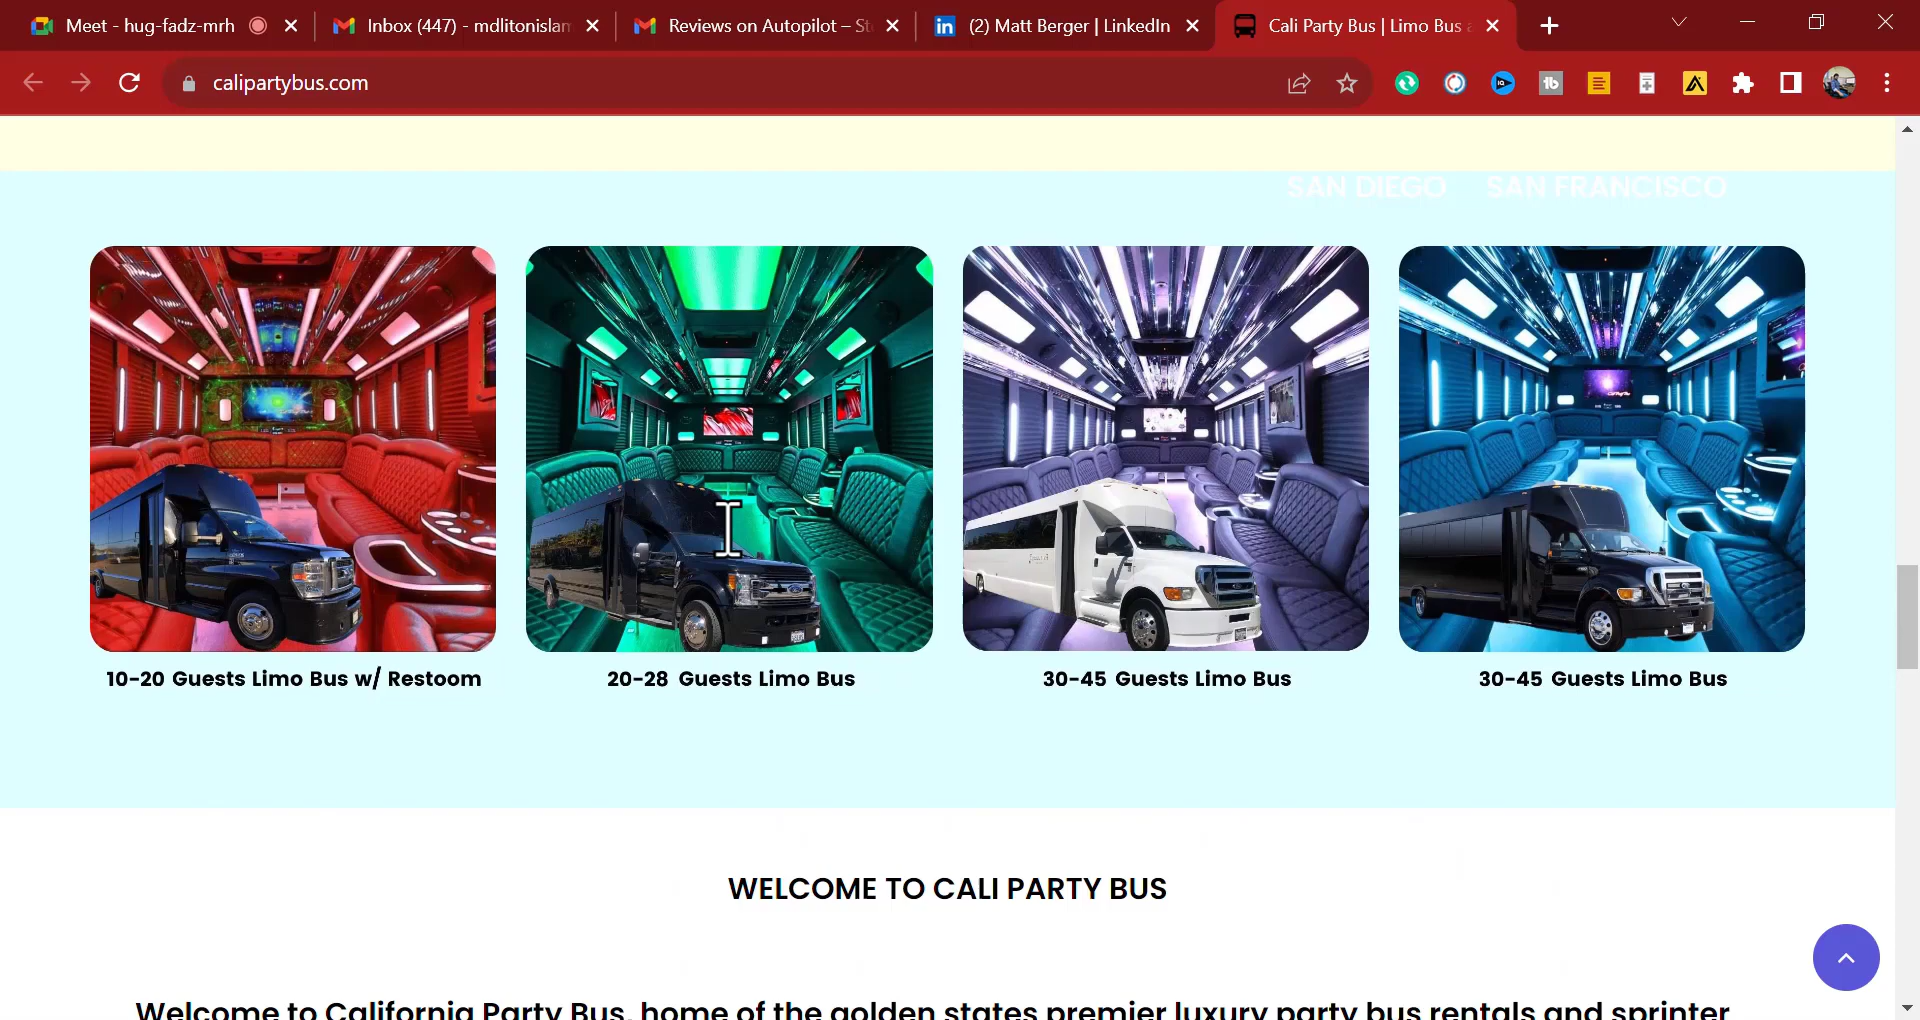 Meet - hug-fadz-mrh
Inbox (447) - mdlitonislam
Reviews on Autopilot – St
(2) Matt Berger | LinkedIn
Cali Party Bus | Limo Bus a
calipartybus.com
SAN DIEGO SAN FRANCISCO
10-20 Guests Limo Bus w/ Restoom
20-28 Guests Limo Bus
30-45 Guests Limo Bus
30-45 Guests Limo Bus
WELCOME TO CALI PARTY BUS
Welcome to California Party Bus, home of the golden states premier luxury party bus rentals and sprinter